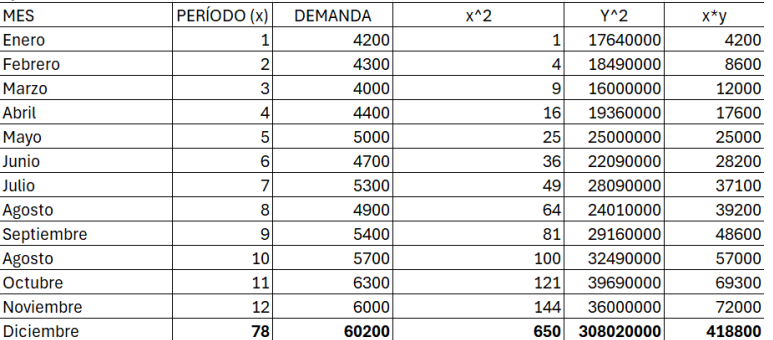 MES PERÍODO (x) DEMANDA x^2 Y^2 x*y
Enero 1 4200 1 17640000 4200
Febrero 2 4300 4 18490000 8600
Marzo 3 4000 9 16000000 12000
Abril 4 4400 16 19360000 17600
Mayo 5 5000 25 25000000 25000
Junio 6 4700 36 22090000 28200
Julio 7 5300 49 28090000 37100
Agosto 8 4900 64 24010000 39200
Septiembre 9 5400 81 29160000 48600
Agosto 10 5700 100 32490000 57000
Octubre 11 6300 121 39690000 69300
Noviembre 12 6000 144 36000000 72000
Diciembre 78 60200 650 308020000 418800